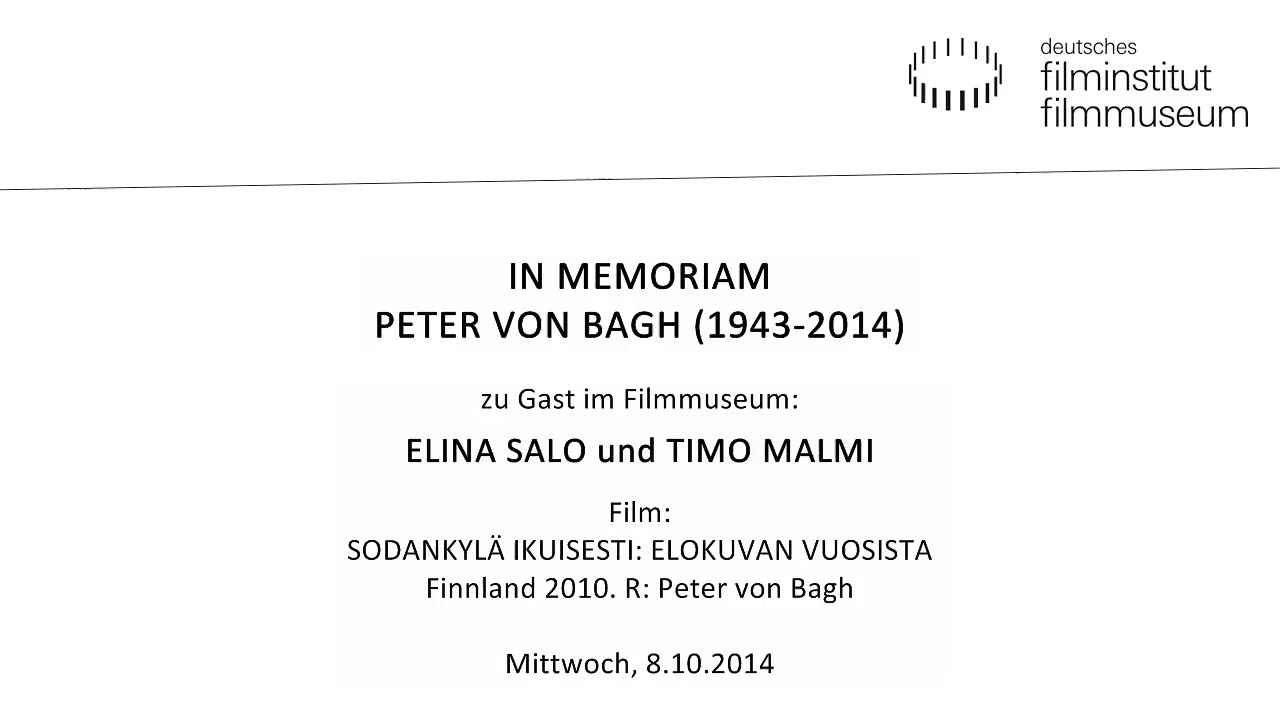 deutsches
filminstitut
filmmuseum
IN MEMORIAM
PETER VON BAGH (1943-2014)
zu Gast im Filmmuseum:
ELINA SALO und TIMO MALMI
Film:
SODANKYLÄ IKUISESTI: ELOKUVAN VUOSISTA
Finnland 2010. R: Peter von Bagh
Mittwoch, 8.10.2014